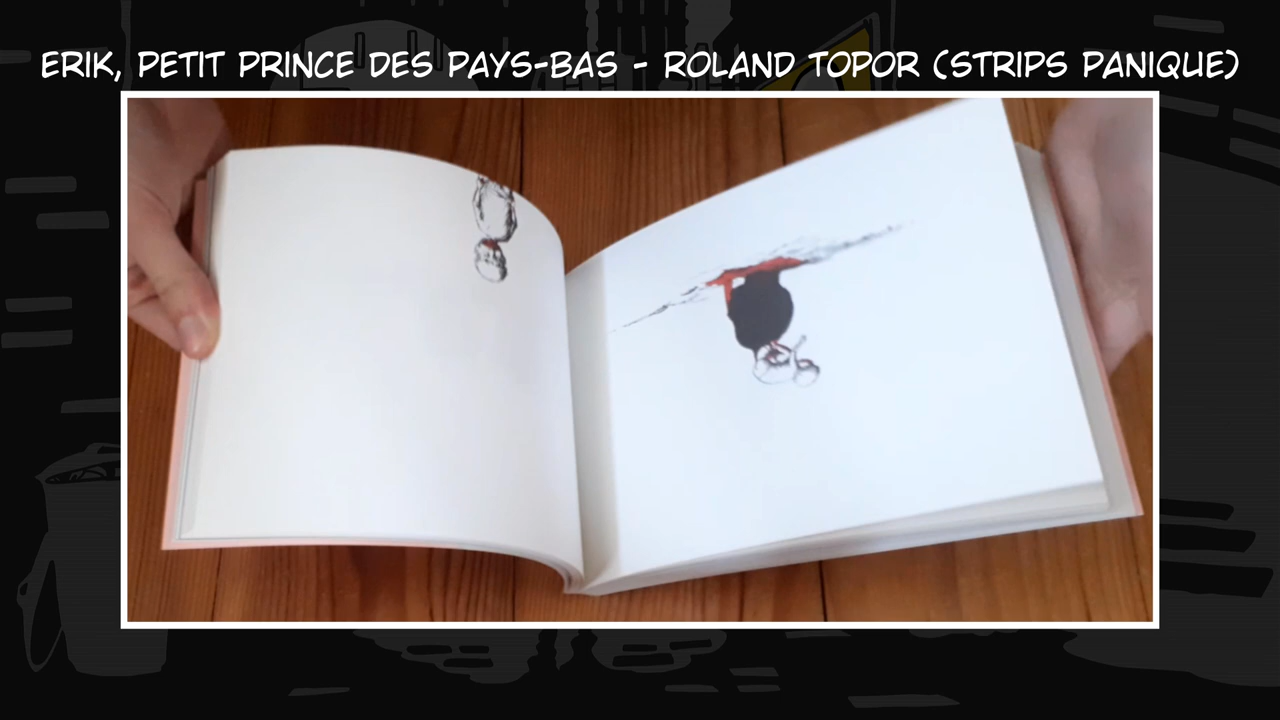 ERIK, PETIT PRINCE DES PAYS-BAS - ROLAND TOPOR (STRIPS PANIQUE)